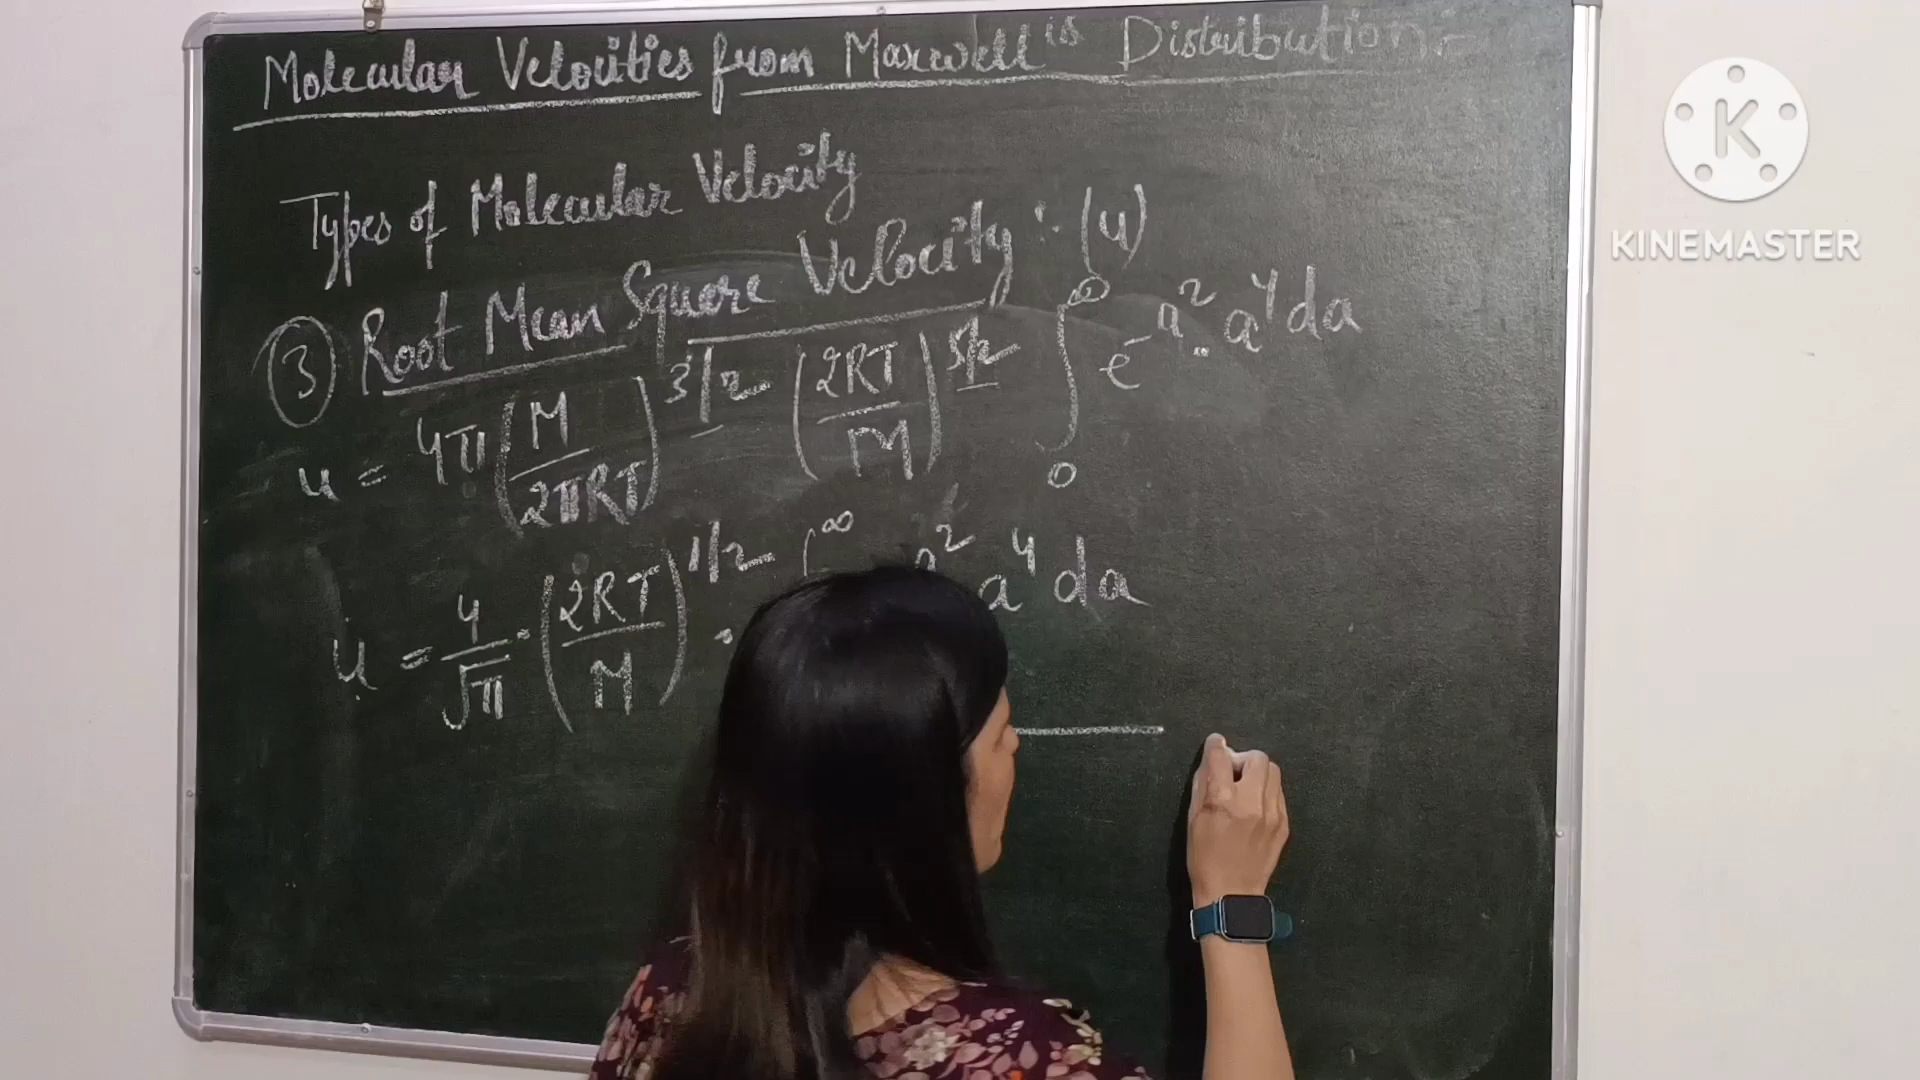 Molecular Velocities from Maxwell's Distribution:-
K
KINEMASTER
Types of Molecular Velocity
③ Root Mean Square Velocity :- (u)
u = 4π (M/2πRT)^3/2 (2RT/M)^5/2 ∫₀^∞ e^-a² a⁴ da
u = 4/√π · (2RT/M)^1/2 · ∫^∞ a² a⁴ da